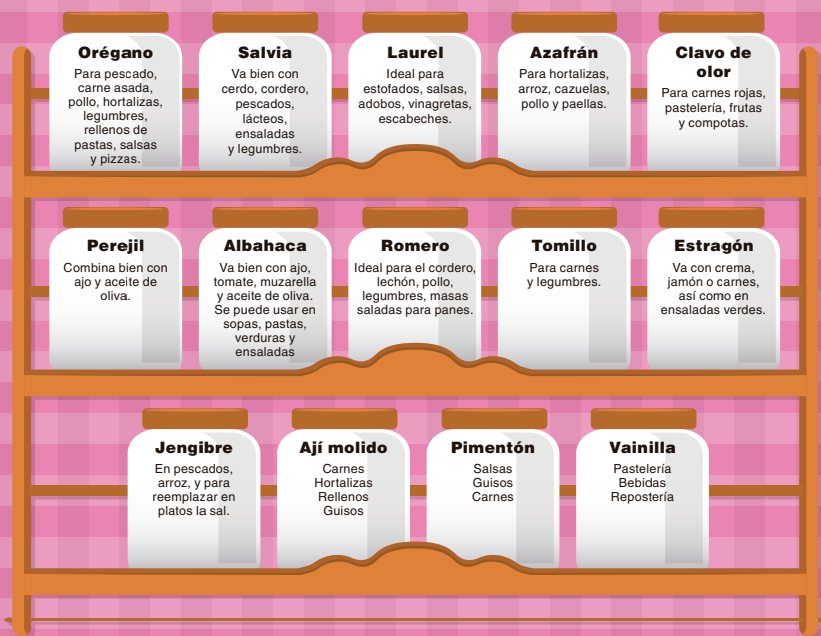 Orégano
Para pescado,
carne asada,
pollo, hortalizas,
legumbres,
rellenos de
pastas, salsas
y pizzas.
Salvia
Va bien con
cerdo, cordero,
pescados,
lácteos,
ensaladas
y legumbres.
Laurel
Ideal para
estofados, salsas,
adobos, vinagretas,
escabeches.
Azafrán
Para hortalizas,
arroz, cazuelas,
pollo y paellas.
Clavo de
olor
Para carnes rojas,
pastelería, frutas
y compotas.
Perejil
Combina bien con
ajo y aceite de
oliva.
Albahaca
Va bien con ajo,
tomate, muzarella
y aceite de oliva.
Se puede usar en
sopas, pastas,
verduras y
ensaladas
Romero
Ideal para el cordero,
lechón, pollo,
legumbres, masas
saladas para panes.
Tomillo
Para carnes
y legumbres.
Estragón
Va con crema,
jamón o carnes,
así como en
ensaladas verdes.
Jengibre
En pescados,
arroz, y para
reemplazar en
platos la sal.
Ají molido
Carnes
Hortalizas
Rellenos
Guisos
Pimentón
Salsas
Guisos
Carnes
Vainilla
Pastelería
Bebidas
Repostería